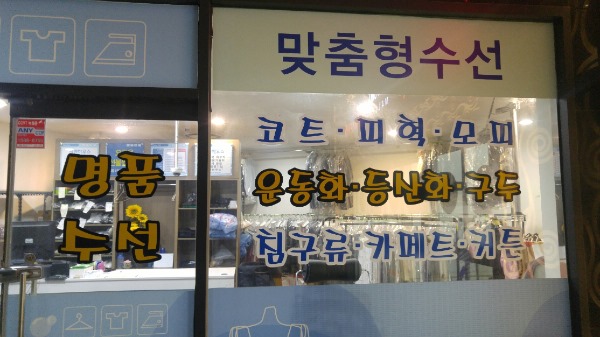 맞춤형수선
코트·피혁·모피
운동화·등산화·구두
침구류·카페트·커튼
명품
수선
ANY